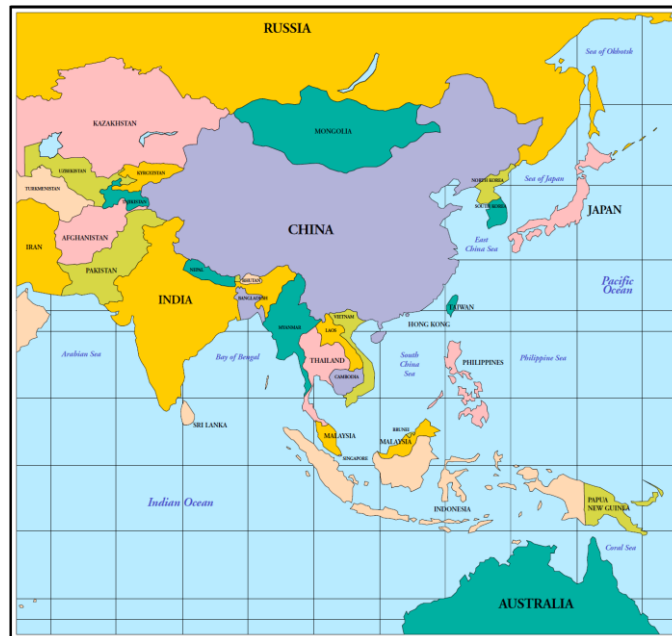 RUSSIA
Sea of Okhotsk
KAZAKHSTAN
MONGOLIA
UZBEKISTAN
KYRGYZSTAN
TURKMENISTAN
NORTH KOREA
Sea of Japan
SOUTH KOREA
JAPAN
AFGHANISTAN
CHINA
IRAN
East
China Sea
PAKISTAN
NEPAL
BHUTAN
Pacific
Ocean
INDIA
BANGLADESH
TAIWAN
HONG KONG
VIETNAM
MYANMAR
LAOS
Arabian Sea
Bay of Bengal
THAILAND
South
China Sea
PHILIPPINES
Philippine Sea
CAMBODIA
SRI LANKA
MALAYSIA
BRUNEI
MALAYSIA
SINGAPORE
Indian Ocean
INDONESIA
PAPUA
NEW GUINEA
Coral Sea
AUSTRALIA